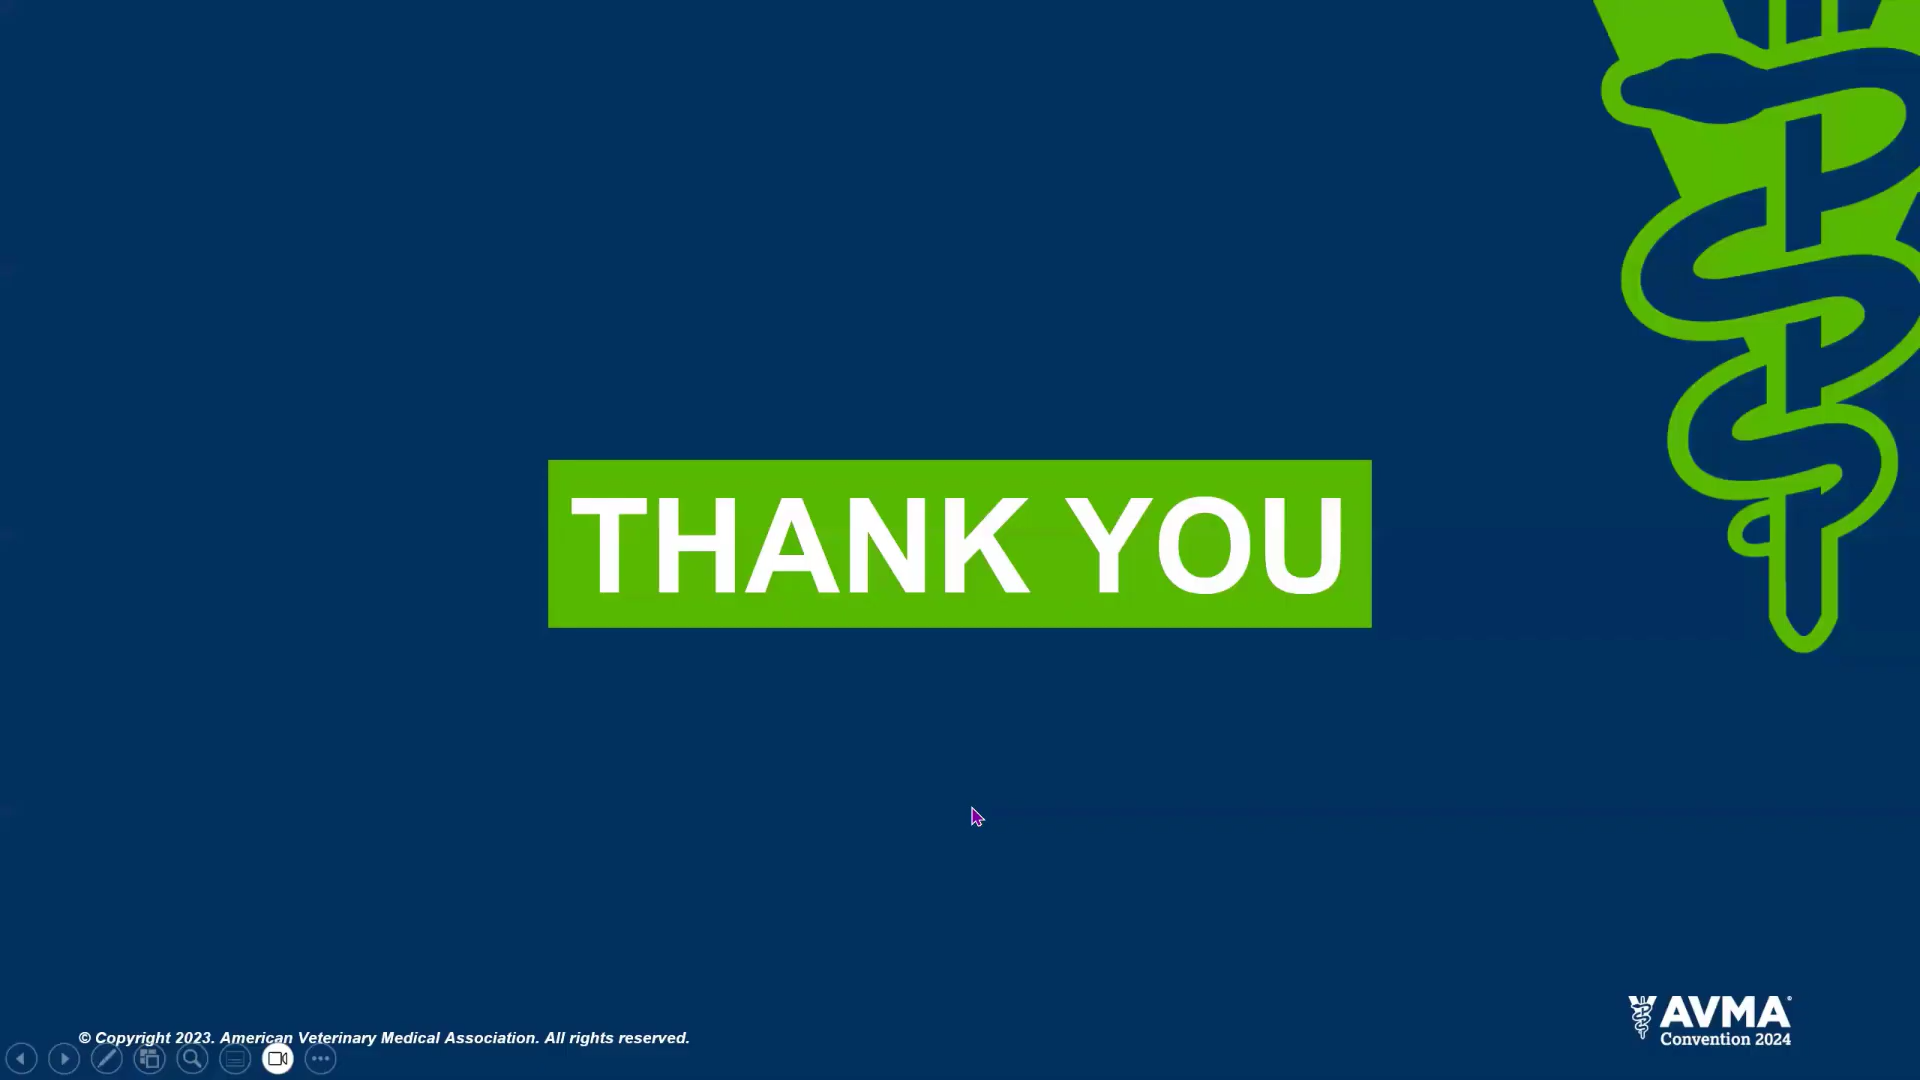 THANK YOU
© Copyright 2023. American Veterinary Medical Association. All rights reserved.
AVMA®
Convention 2024